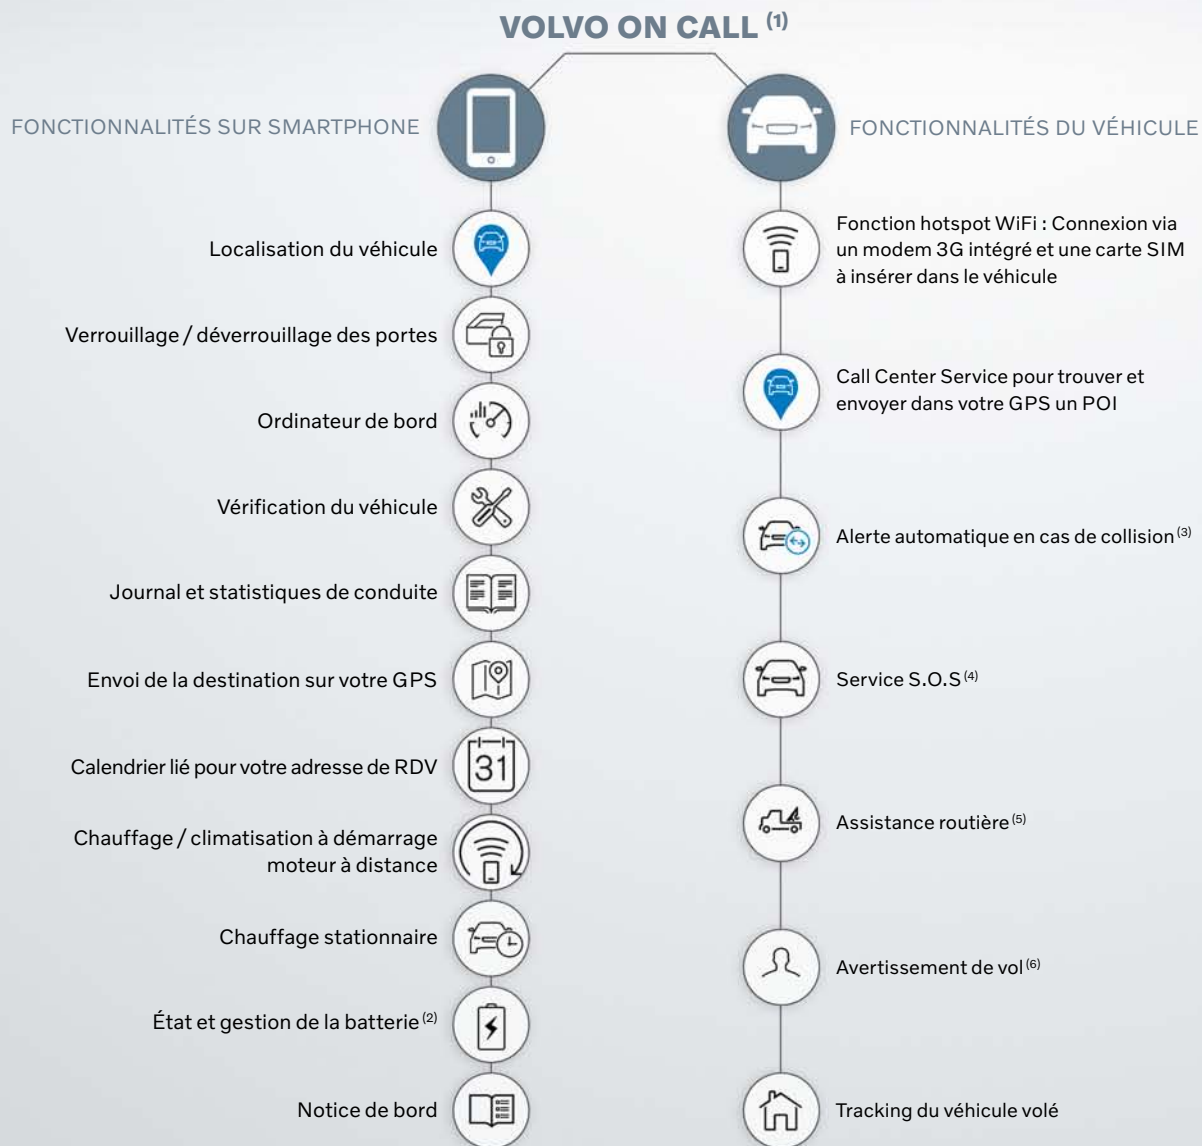 VOLVO ON CALL (1)
FONCTIONNALITÉS SUR SMARTPHONE
Localisation du véhicule
Verrouillage / déverrouillage des portes
Ordinateur de bord
Vérification du véhicule
Journal et statistiques de conduite
Envoi de la destination sur votre GPS
31
Calendrier lié pour votre adresse de RDV
Chauffage / climatisation à démarrage
moteur à distance
Chauffage stationnaire
État et gestion de la batterie (2)
Notice de bord
FONCTIONNALITÉS DU VÉHICULE
Fonction hotspot WiFi : Connexion via
un modem 3G intégré et une carte SIM
à insérer dans le véhicule
Call Center Service pour trouver et
envoyer dans votre GPS un POI
Alerte automatique en cas de collision (3)
Service S.O.S (4)
Assistance routière (5)
Avertissement de vol (6)
Tracking du véhicule volé